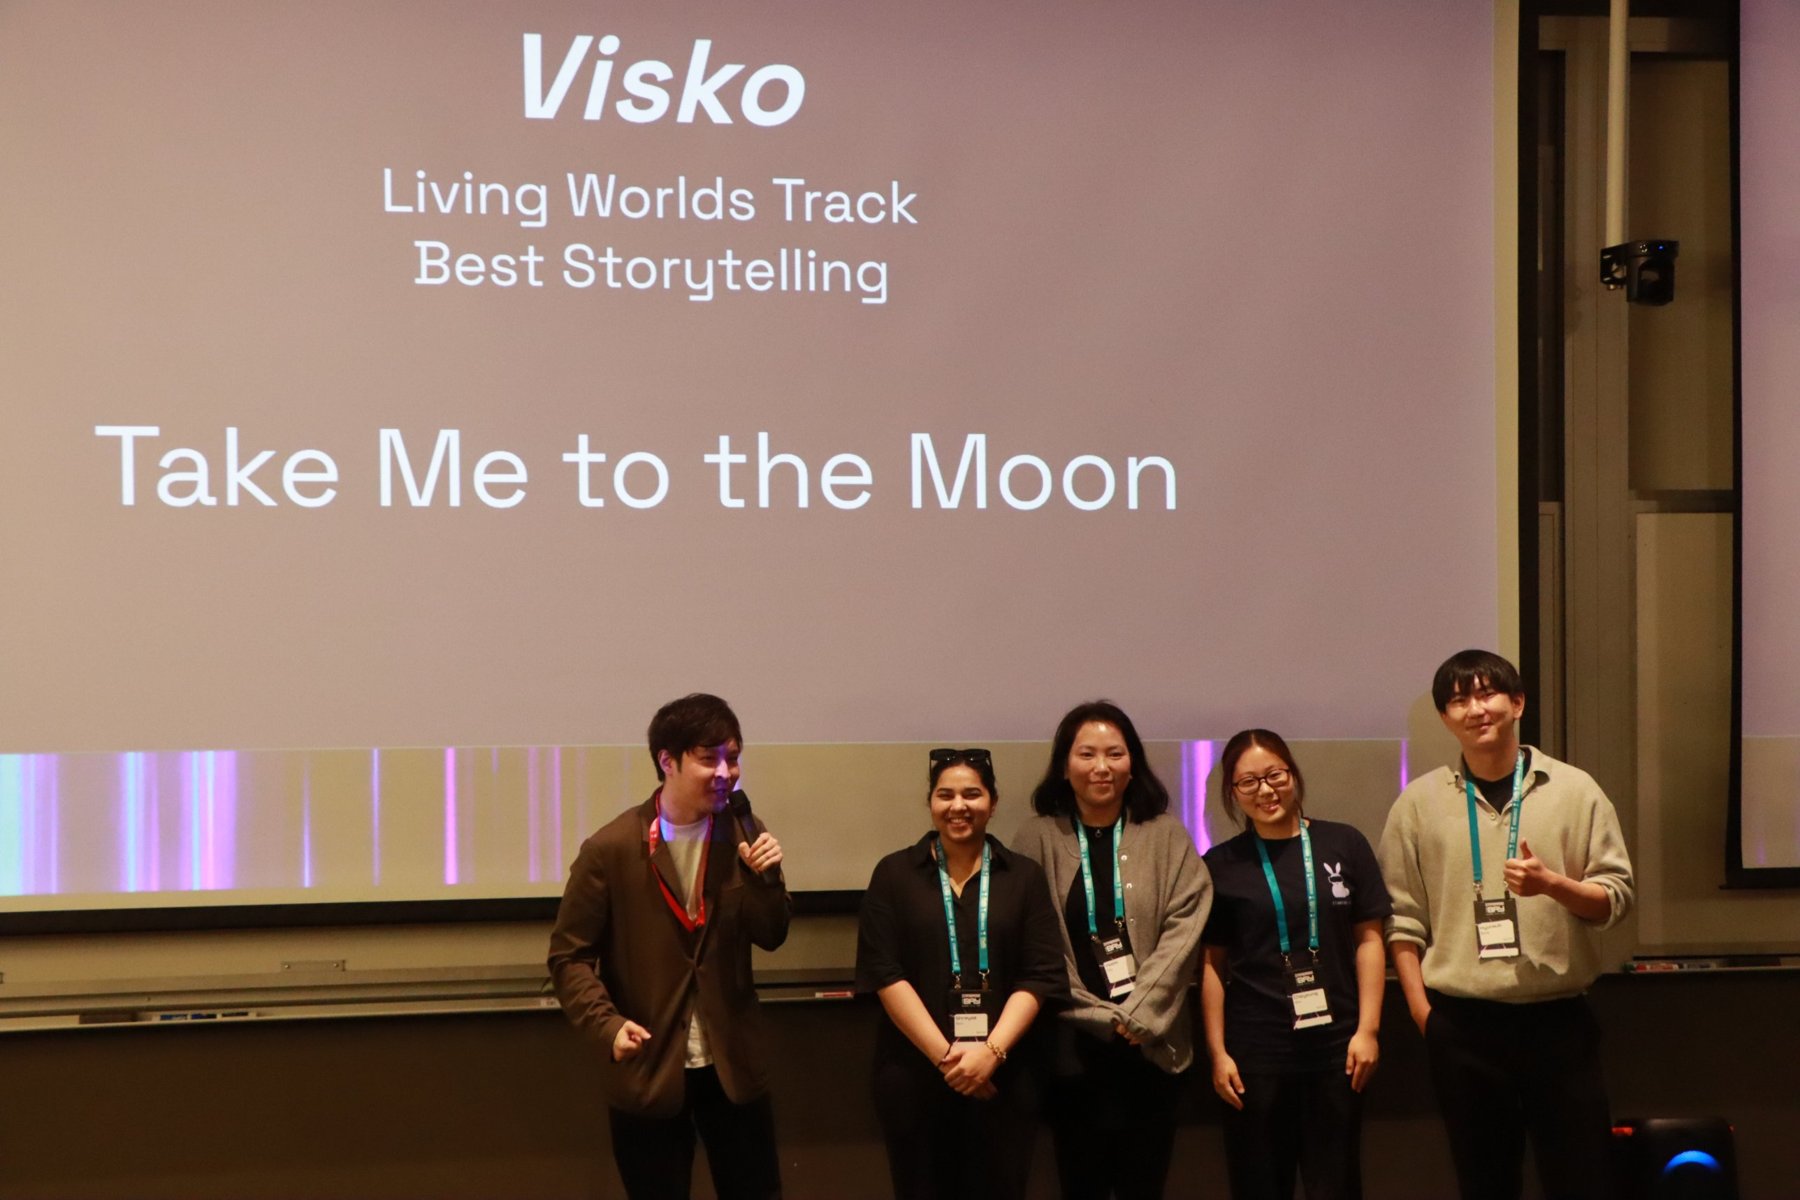 Visko
Living Worlds Track
Best Storytelling
Take Me to the Moon